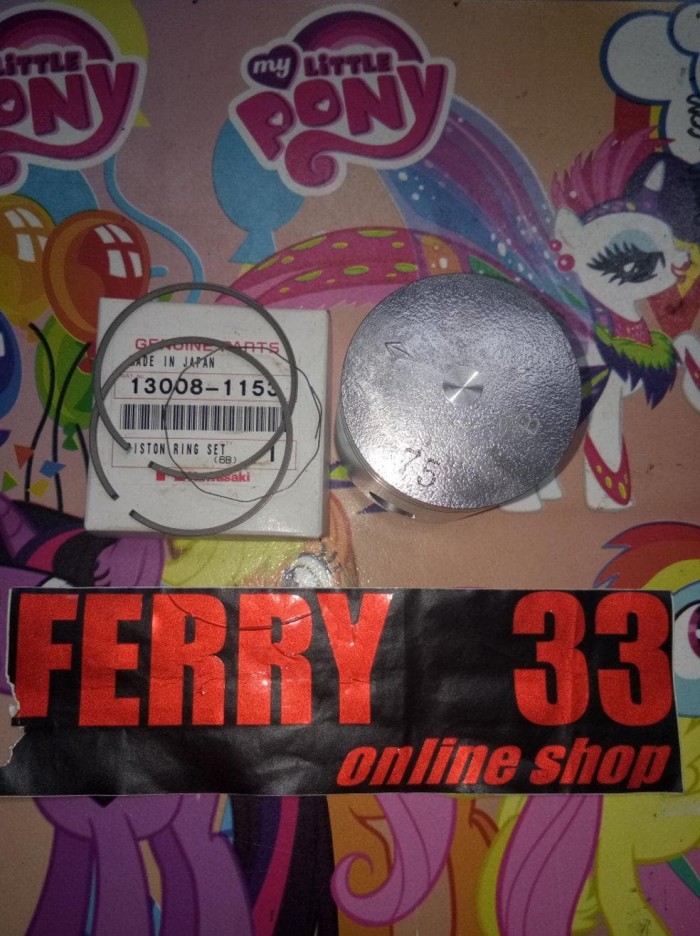 LITTLE
PONY
my LITTLE
PONY
GENUINE PARTS
MADE IN JAPAN
13008-1153
PISTON RING SET
(6B) 1
Kawasaki
75
FERRY 33
online shop